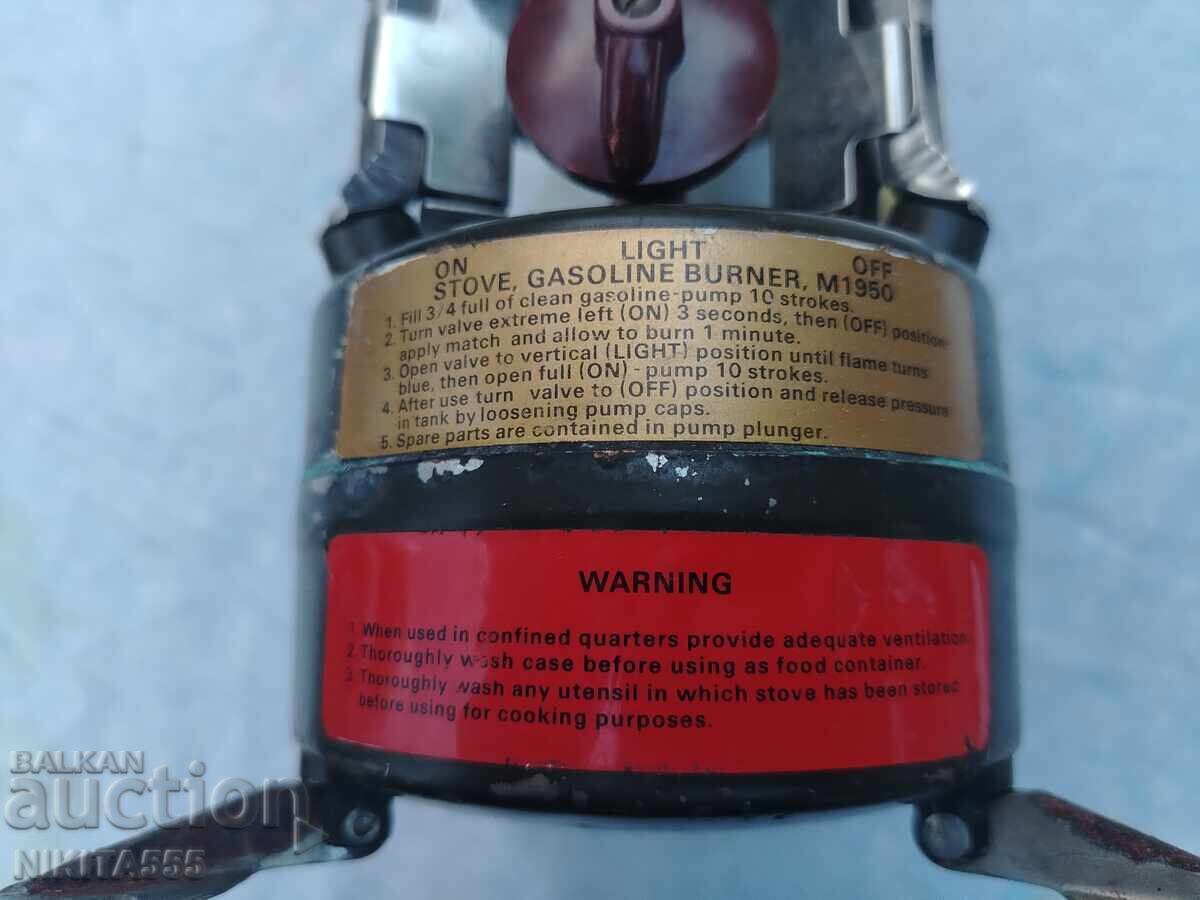 ON LIGHT OFF
STOVE, GASOLINE BURNER, M1950
1. Fill 3/4 full of clean gasoline-pump 10 strokes.
2. Turn valve extreme left (ON) 3 seconds, then (OFF) position-
apply match and allow to burn 1 minute.
3. Open valve to vertical (LIGHT) position until flame turns
blue, then open full (ON) - pump 10 strokes.
4. After use turn valve to (OFF) position and release pressure
in tank by loosening pump caps.
5. Spare parts are contained in pump plunger.
WARNING
1. When used in confined quarters provide adequate ventilation.
2. Thoroughly wash case before using as food container.
3. Thoroughly wash any utensil in which stove has been stored
before using for cooking purposes.
BALKAN
auction
NIKITA555